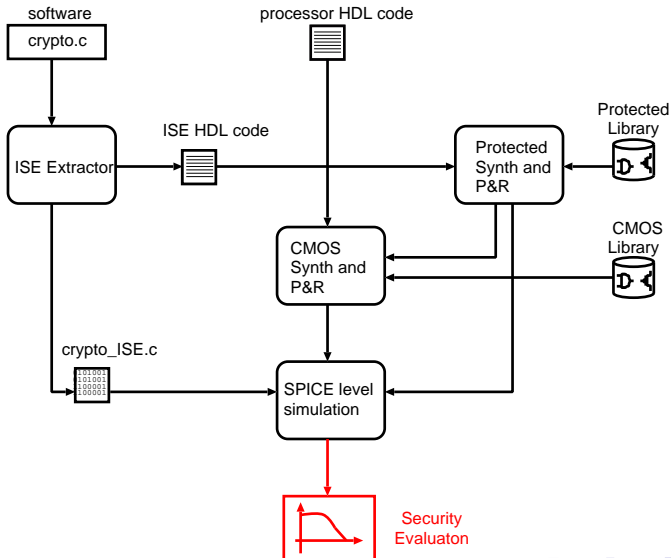 software
crypto.c
processor HDL code
ISE HDL code
ISE Extractor
Protected
Synth and
P&R
Protected
Library
CMOS
Library
CMOS
Synth and
P&R
crypto_ISE.c
101001
101001
100001
100001
SPICE level
simulation
Security
Evaluaton